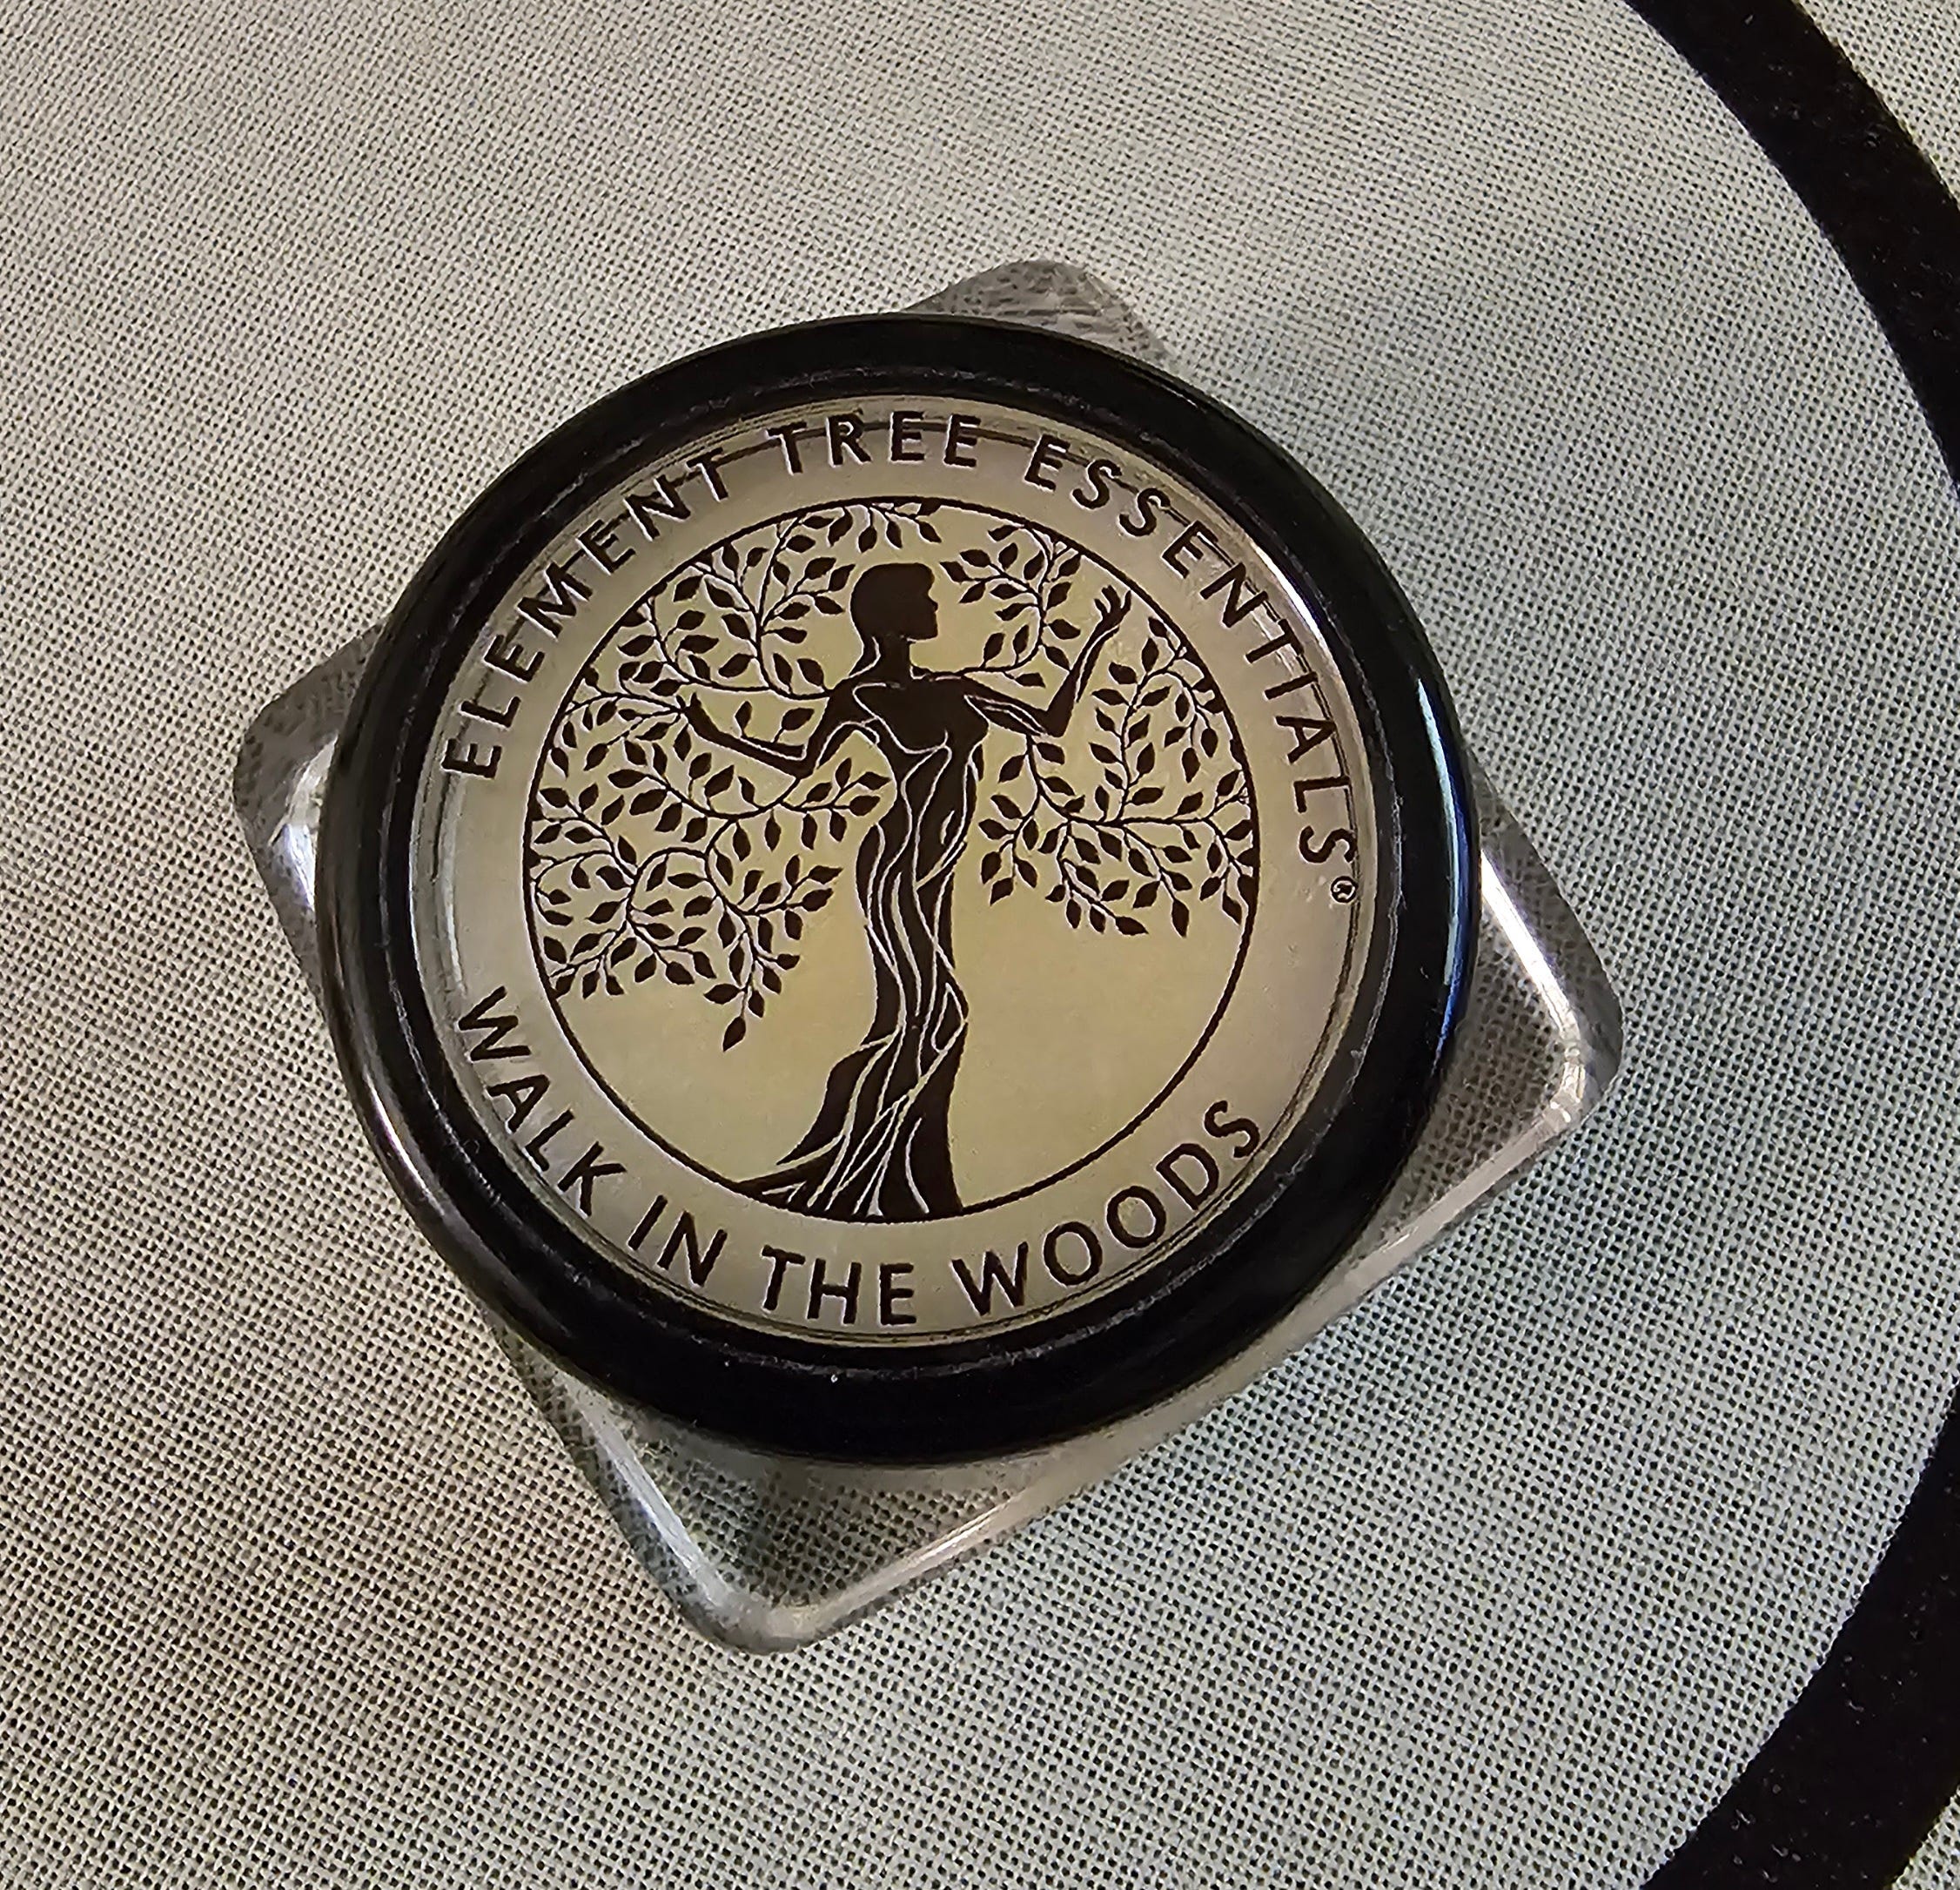 ELEMENT TREE ESSENTIALS®
WALK IN THE WOODS